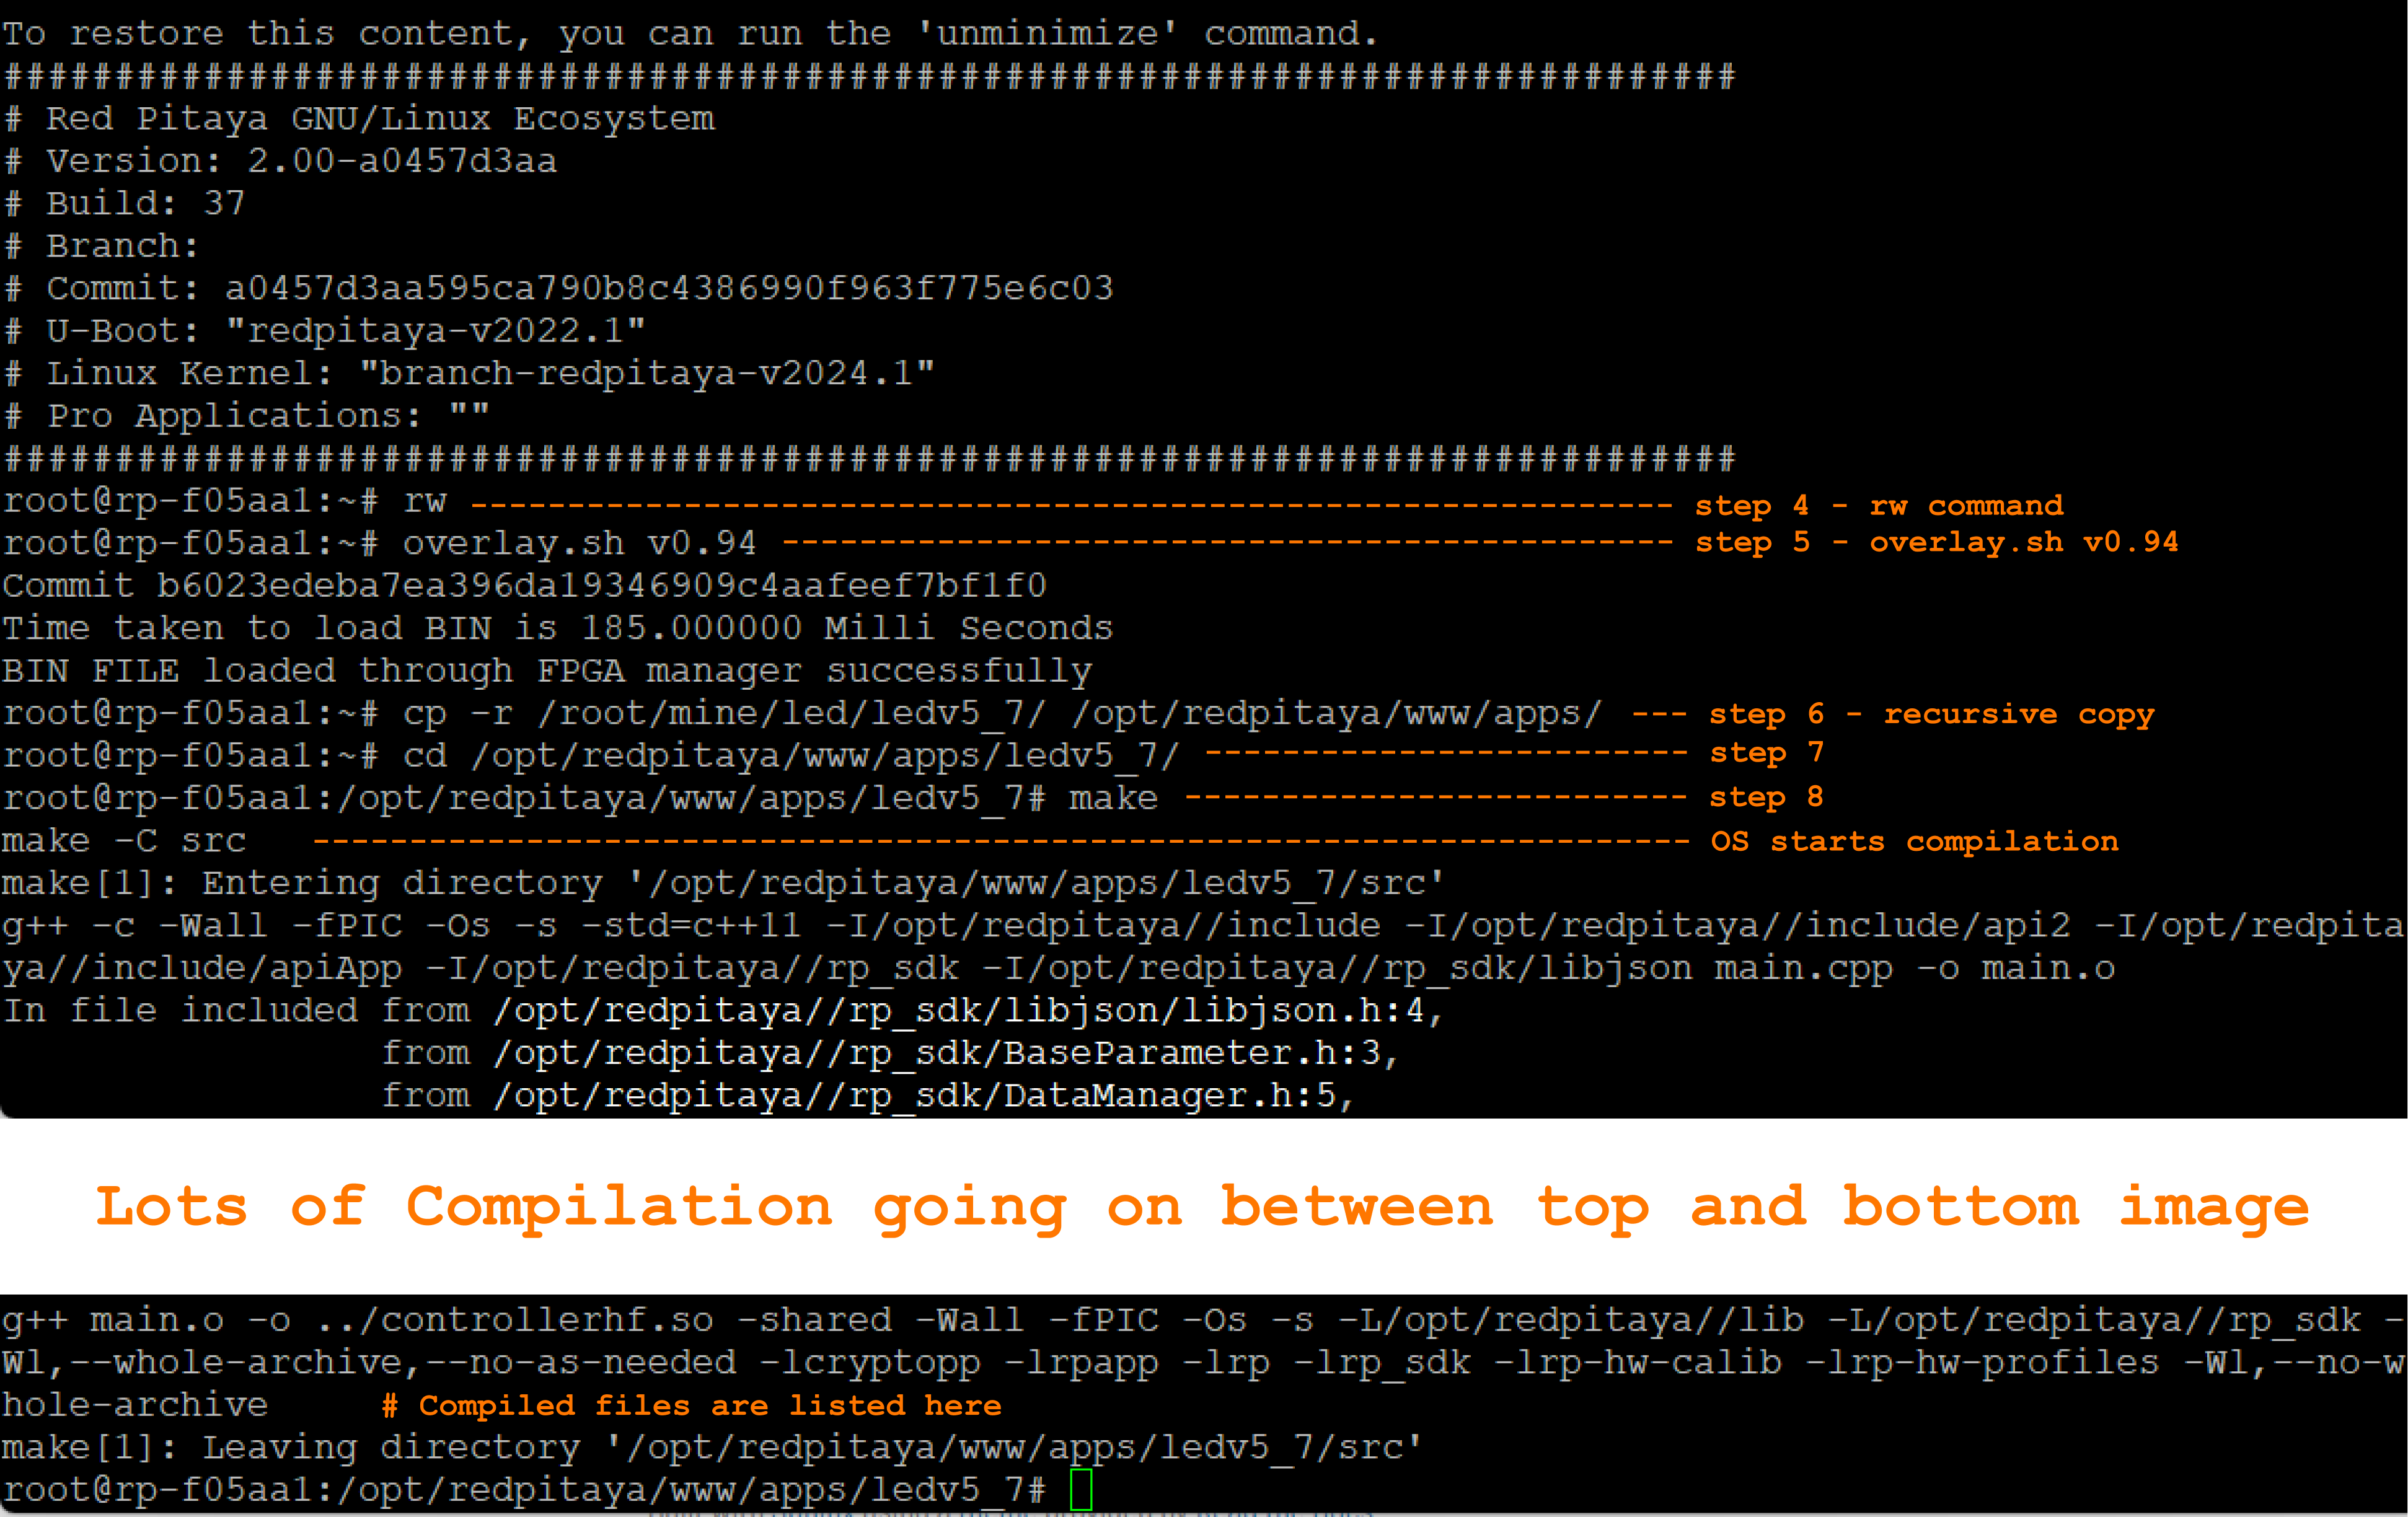 To restore this content, you can run the 'unminimize' command.
##############################################################################
# Red Pitaya GNU/Linux Ecosystem
# Version: 2.00-a0457d3aa
# Build: 37
# Branch:
# Commit: a0457d3aa595ca790b8c4386990f963f775e6c03
# U-Boot: "redpitaya-v2022.1"
# Linux Kernel: "branch-redpitaya-v2024.1"
# Pro Applications: ""
##############################################################################
root@rp-f05aa1:~# rw -------------------------------------------------------------- step 4 - rw command
root@rp-f05aa1:~# overlay.sh v0.94 ---------------------------------------------- step 5 - overlay.sh v0.94
Commit b6023edeba7ea396da19346909c4aafeef7bf1f0
Time taken to load BIN is 185.000000 Milli Seconds
BIN FILE loaded through FPGA manager successfully
root@rp-f05aa1:~# cp -r /root/mine/led/ledv5_7/ /opt/redpitaya/www/apps/ --- step 6 - recursive copy
root@rp-f05aa1:~# cd /opt/redpitaya/www/apps/ledv5_7/ ------------------------- step 7
root@rp-f05aa1:/opt/redpitaya/www/apps/ledv5_7# make -------------------------- step 8
make -C src ----------------------------------------------------------------------- OS starts compilation
make[1]: Entering directory '/opt/redpitaya/www/apps/ledv5_7/src'
g++ -c -Wall -fPIC -Os -s -std=c++11 -I/opt/redpitaya//include -I/opt/redpitaya//include/api2 -I/opt/redpita
ya//include/apiApp -I/opt/redpitaya//rp_sdk -I/opt/redpitaya//rp_sdk/libjson main.cpp -o main.o
In file included from /opt/redpitaya//rp_sdk/libjson/libjson.h:4,
from /opt/redpitaya//rp_sdk/BaseParameter.h:3,
from /opt/redpitaya//rp_sdk/DataManager.h:5,
Lots of Compilation going on between top and bottom image
g++ main.o -o ../controllerhf.so -shared -Wall -fPIC -Os -s -L/opt/redpitaya//lib -L/opt/redpitaya//rp_sdk -
Wl,--whole-archive,--no-as-needed -lcryptopp -lrpapp -lrp -lrp_sdk -lrp-hw-calib -lrp-hw-profiles -Wl,--no-w
hole-archive # Compiled files are listed here
make[1]: Leaving directory '/opt/redpitaya/www/apps/ledv5_7/src'
root@rp-f05aa1:/opt/redpitaya/www/apps/ledv5_7#